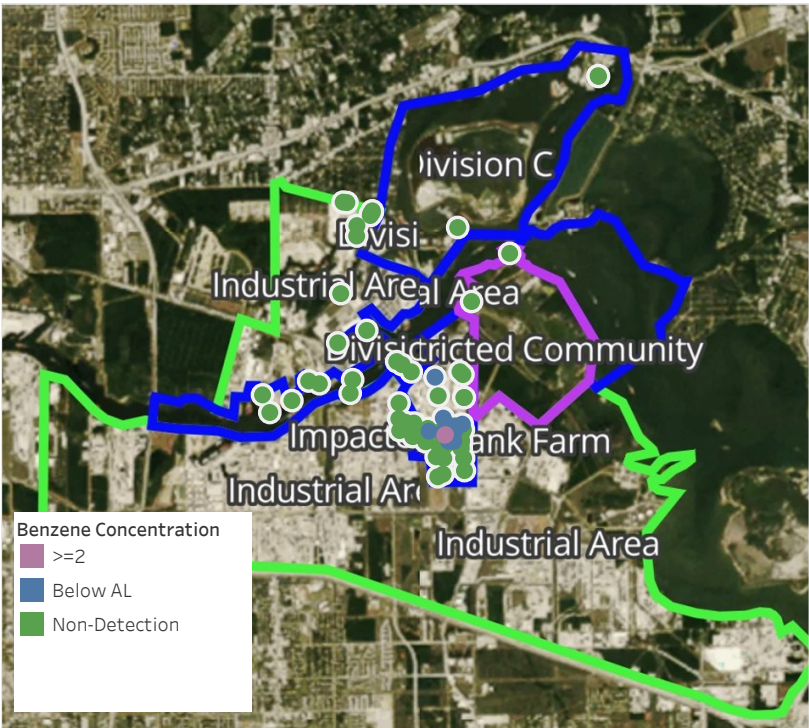 Division C
Divisi
Industrial Are
al Area
Divisi
tricted Community
Impact
ank Farm
Industrial Are
Industrial Area
Benzene Concentration
>=2
Below AL
Non-Detection